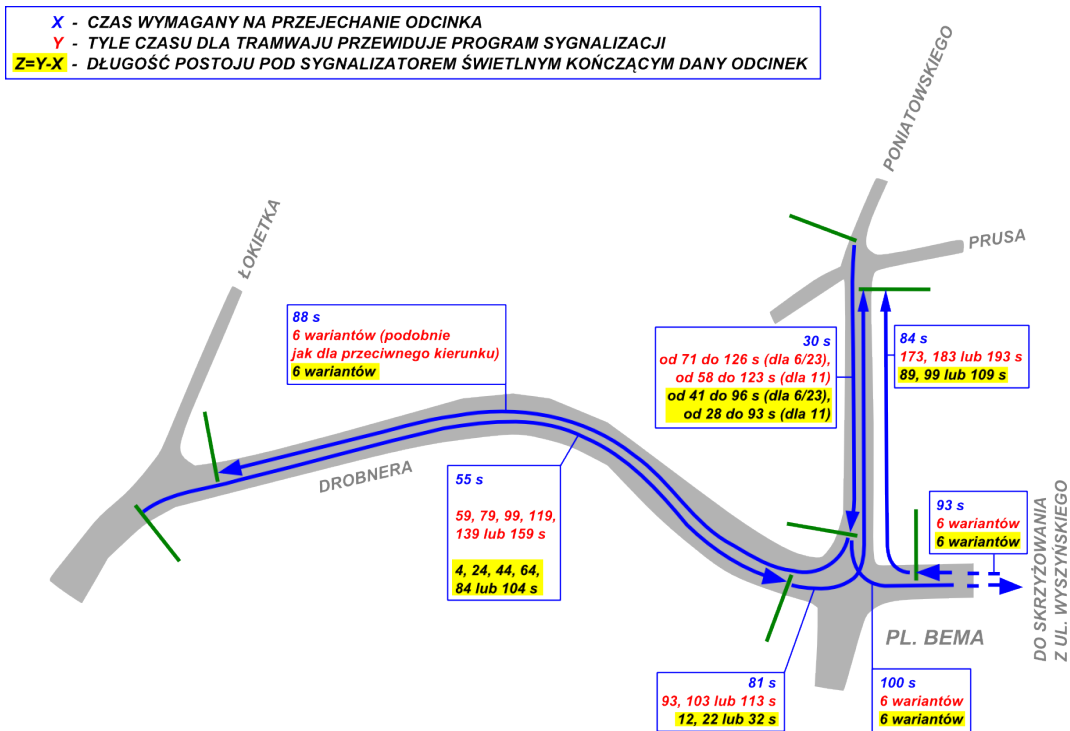 X - CZAS WYMAGANY NA PRZEJECHANIE ODCINKA
Y - TYLE CZASU DLA TRAMWAJU PRZEWIDUJE PROGRAM SYGNALIZACJI
Z=Y-X - DŁUGOŚĆ POSTOJU POD SYGNALIZATOREM ŚWIETLNYM KOŃCZĄCYM DANY ODCINEK
PONIATOWSKIEGO
PRUSA
ŁOKIETKA
88 s
6 wariantów (podobnie
jak dla przeciwnego kierunku)
6 wariantów
30 s
od 71 do 126 s (dla 6/23),
od 58 do 123 s (dla 11)
od 41 do 96 s (dla 6/23),
od 28 do 93 s (dla 11)
84 s
173, 183 lub 193 s
89, 99 lub 109 s
DROBNERA
55 s
59, 79, 99, 119,
139 lub 159 s
4, 24, 44, 64,
84 lub 104 s
93 s
6 wariantów
6 wariantów
DO SKRZYŻOWANIA
Z UL. WYSZYŃSKIEGO
PL. BEMA
81 s
93, 103 lub 113 s
12, 22 lub 32 s
100 s
6 wariantów
6 wariantów